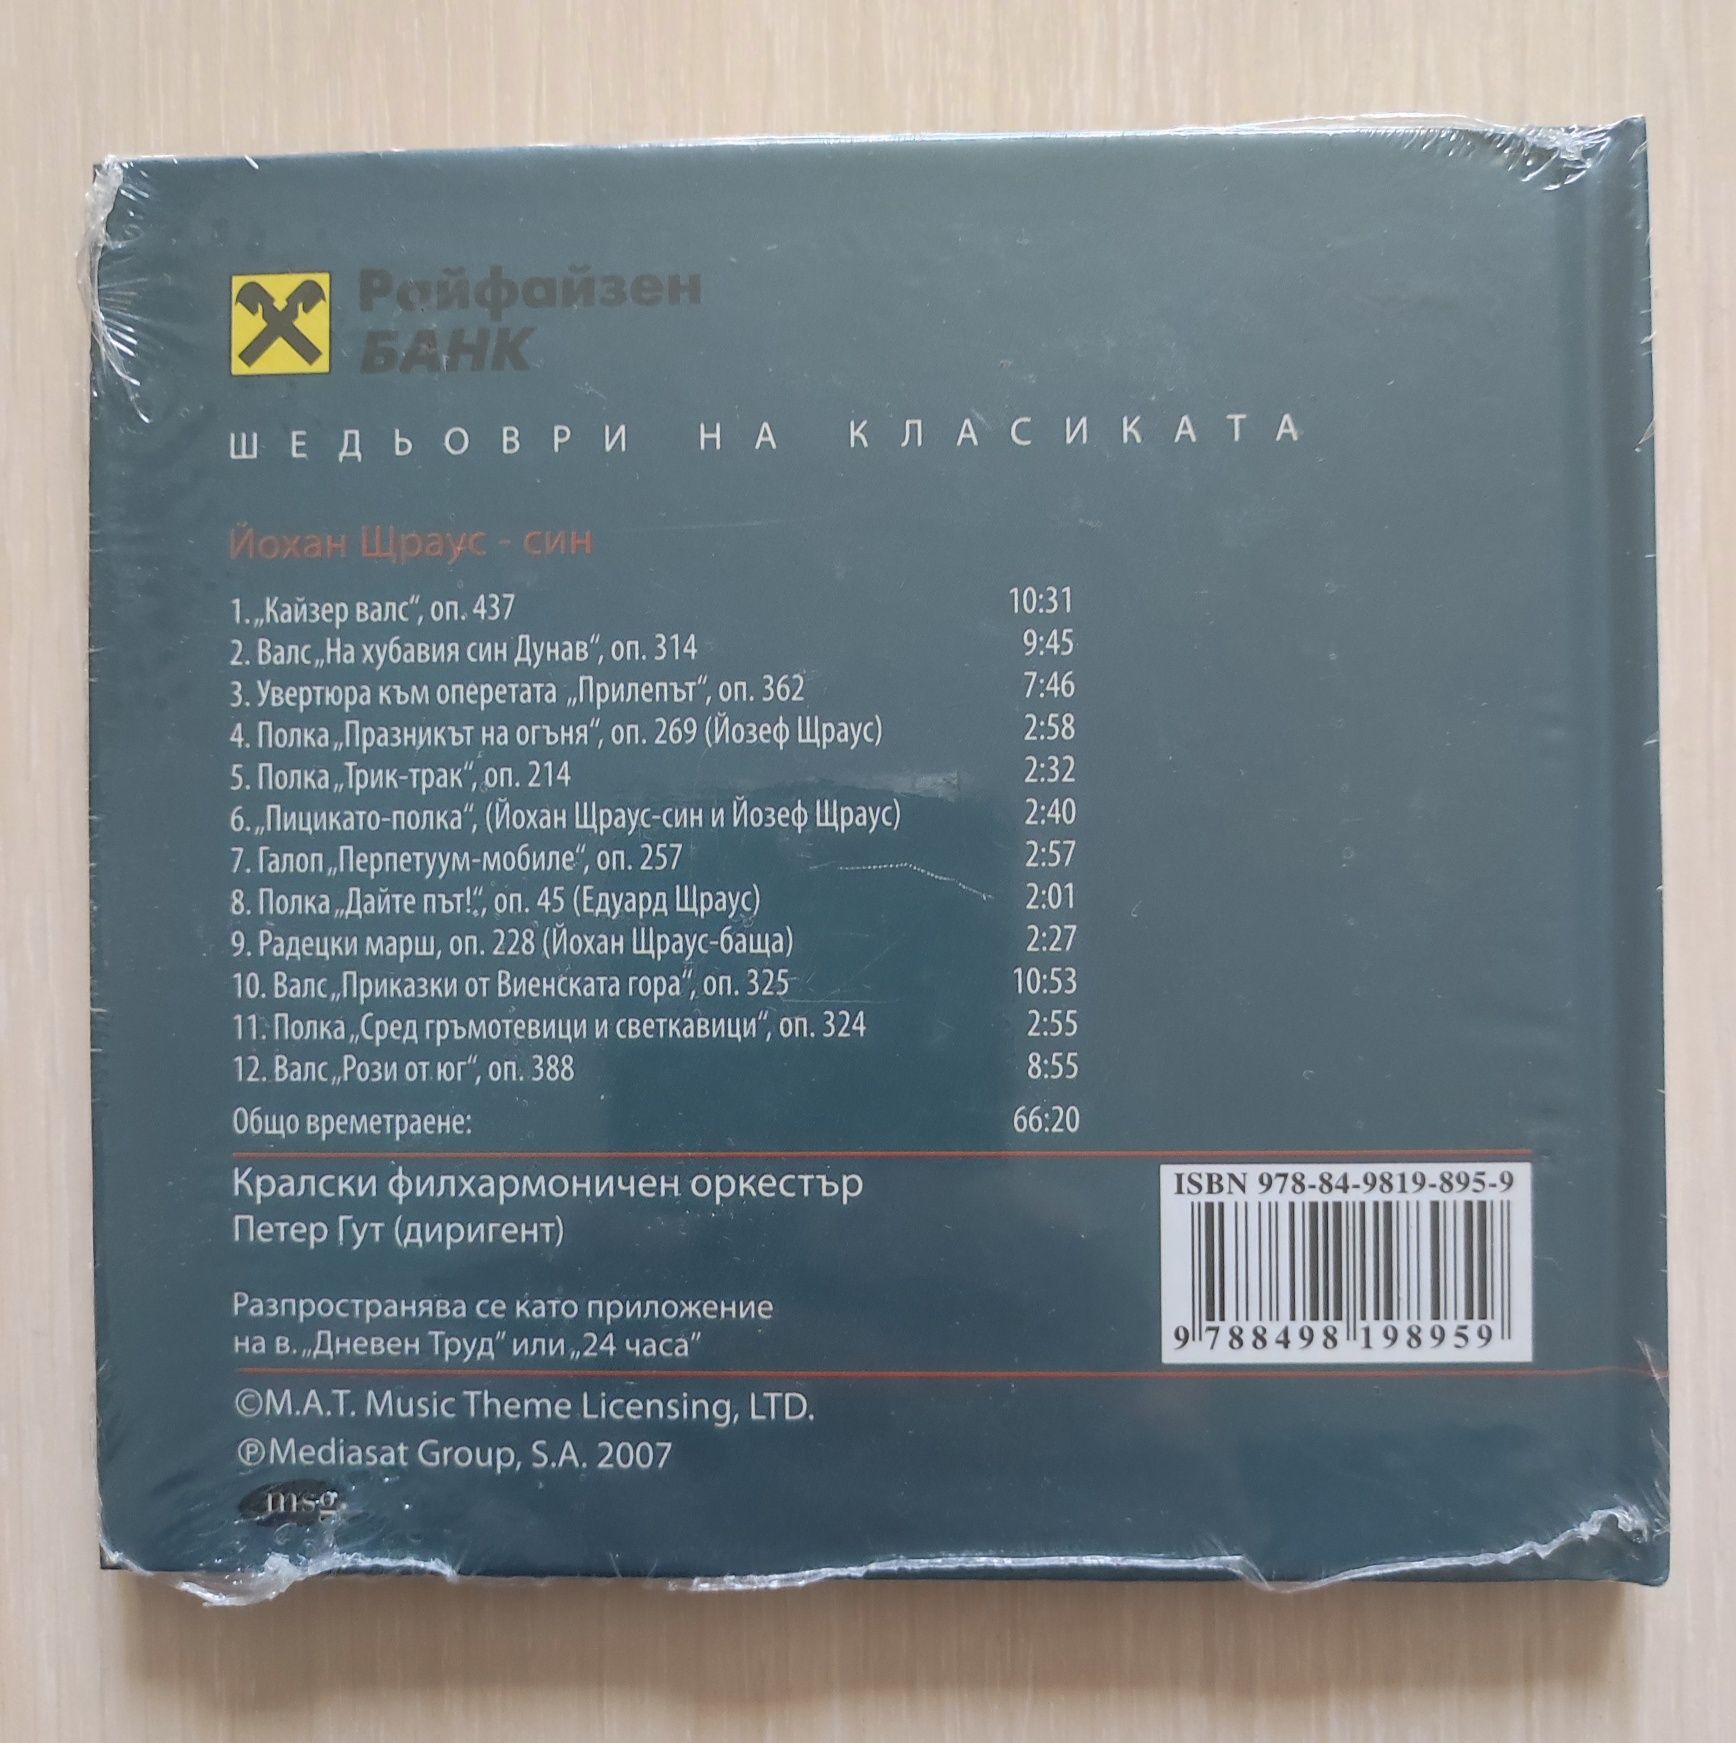 Райфайзен
БАНК
ШЕДЬОВРИ НА КЛАСИКАТА
Йохан Щраус - син
1. „Кайзер валс“, оп. 437 10:31
2. Валс „На хубавия син Дунав“, оп. 314 9:45
3. Увертюра към оперетата „Прилепът“, оп. 362 7:46
4. Полка „Празникът на огъня“, оп. 269 (Йозеф Щраус) 2:58
5. Полка „Трик-трак“, оп. 214 2:32
6. „Пицикато-полка“, (Йохан Щраус-син и Йозеф Щраус) 2:40
7. Галоп „Перпетуум-мобиле“, оп. 257 2:57
8. Полка „Дайте път!“, оп. 45 (Едуард Щраус) 2:01
9. Радецки марш, оп. 228 (Йохан Щраус-баща) 2:27
10. Валс „Приказки от Виенската гора“, оп. 325 10:53
11. Полка „Сред гръмотевици и светкавици“, оп. 324 2:55
12. Валс „Рози от юг“, оп. 388 8:55
Общо времетраене: 66:20
Кралски филхармоничен оркестър
Петер Гут (диригент)
Разпространява се като приложение
на в. „Дневен Труд“ или „24 часа“
ISBN 978-84-9819-895-9
9 788498 198959
©M.A.T. Music Theme Licensing, LTD.
℗Mediasat Group, S.A. 2007
msg.